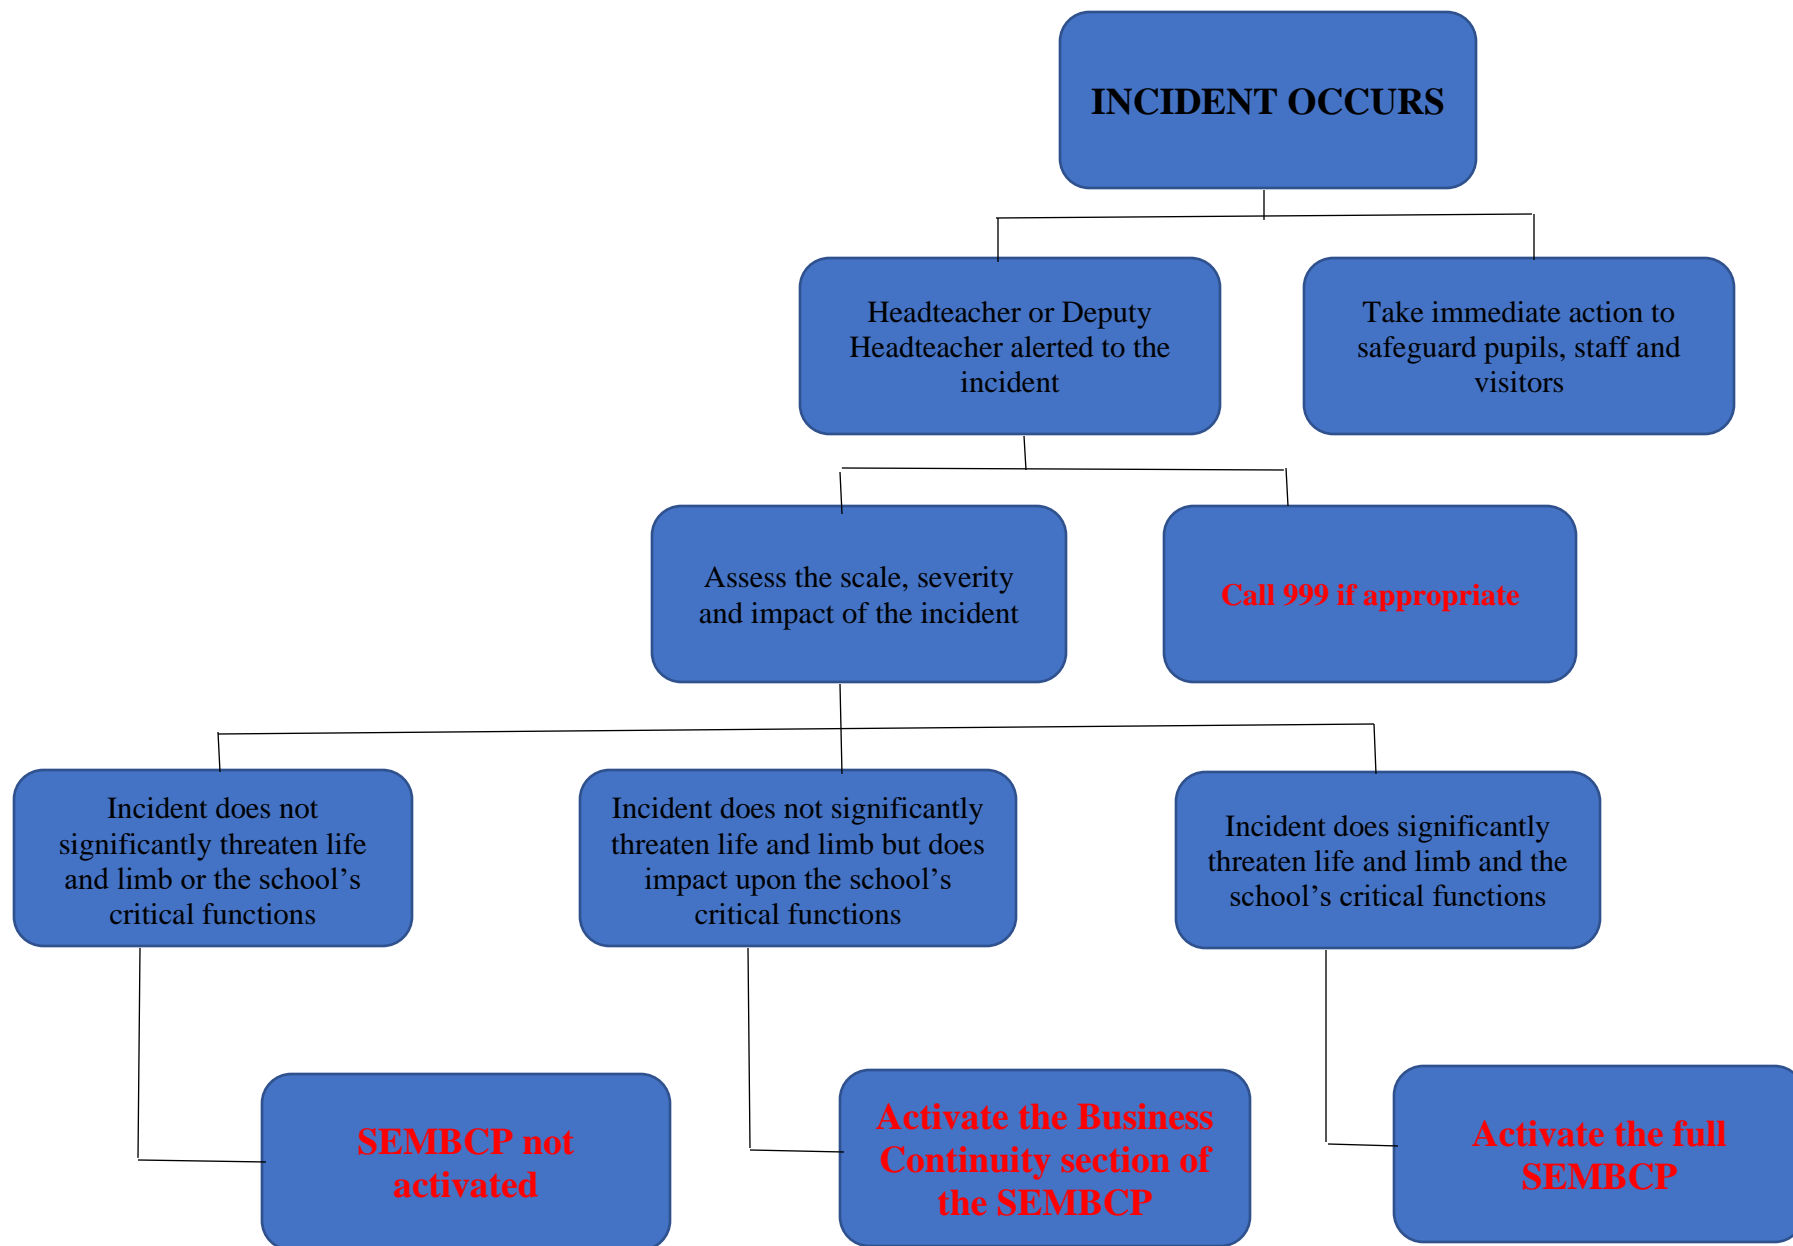 INCIDENT OCCURS
Headteacher or Deputy
Headteacher alerted to the
incident
Take immediate action to
safeguard pupils, staff and
visitors
Assess the scale, severity
and impact of the incident
Call 999 if appropriate
Incident does not
significantly threaten life
and limb or the school’s
critical functions
Incident does not significantly
threaten life and limb but does
impact upon the school’s
critical functions
Incident does significantly
threaten life and limb and the
school’s critical functions
SEMBCP not
activated
Activate the Business
Continuity section of
the SEMBCP
Activate the full
SEMBCP